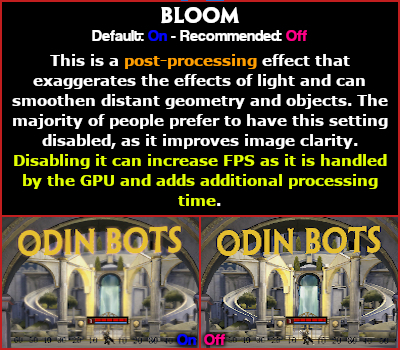 BLOOM
Default: On - Recommended: Off
This is a post-processing effect that
exaggerates the effects of light and can
smoothen distant geometry and objects. The
majority of people prefer to have this setting
disabled, as it improves image clarity.
Disabling it can increase FPS as it is handled
by the GPU and adds additional processing
time.
ODIN BOTS
ODIN BOTS
On
Off